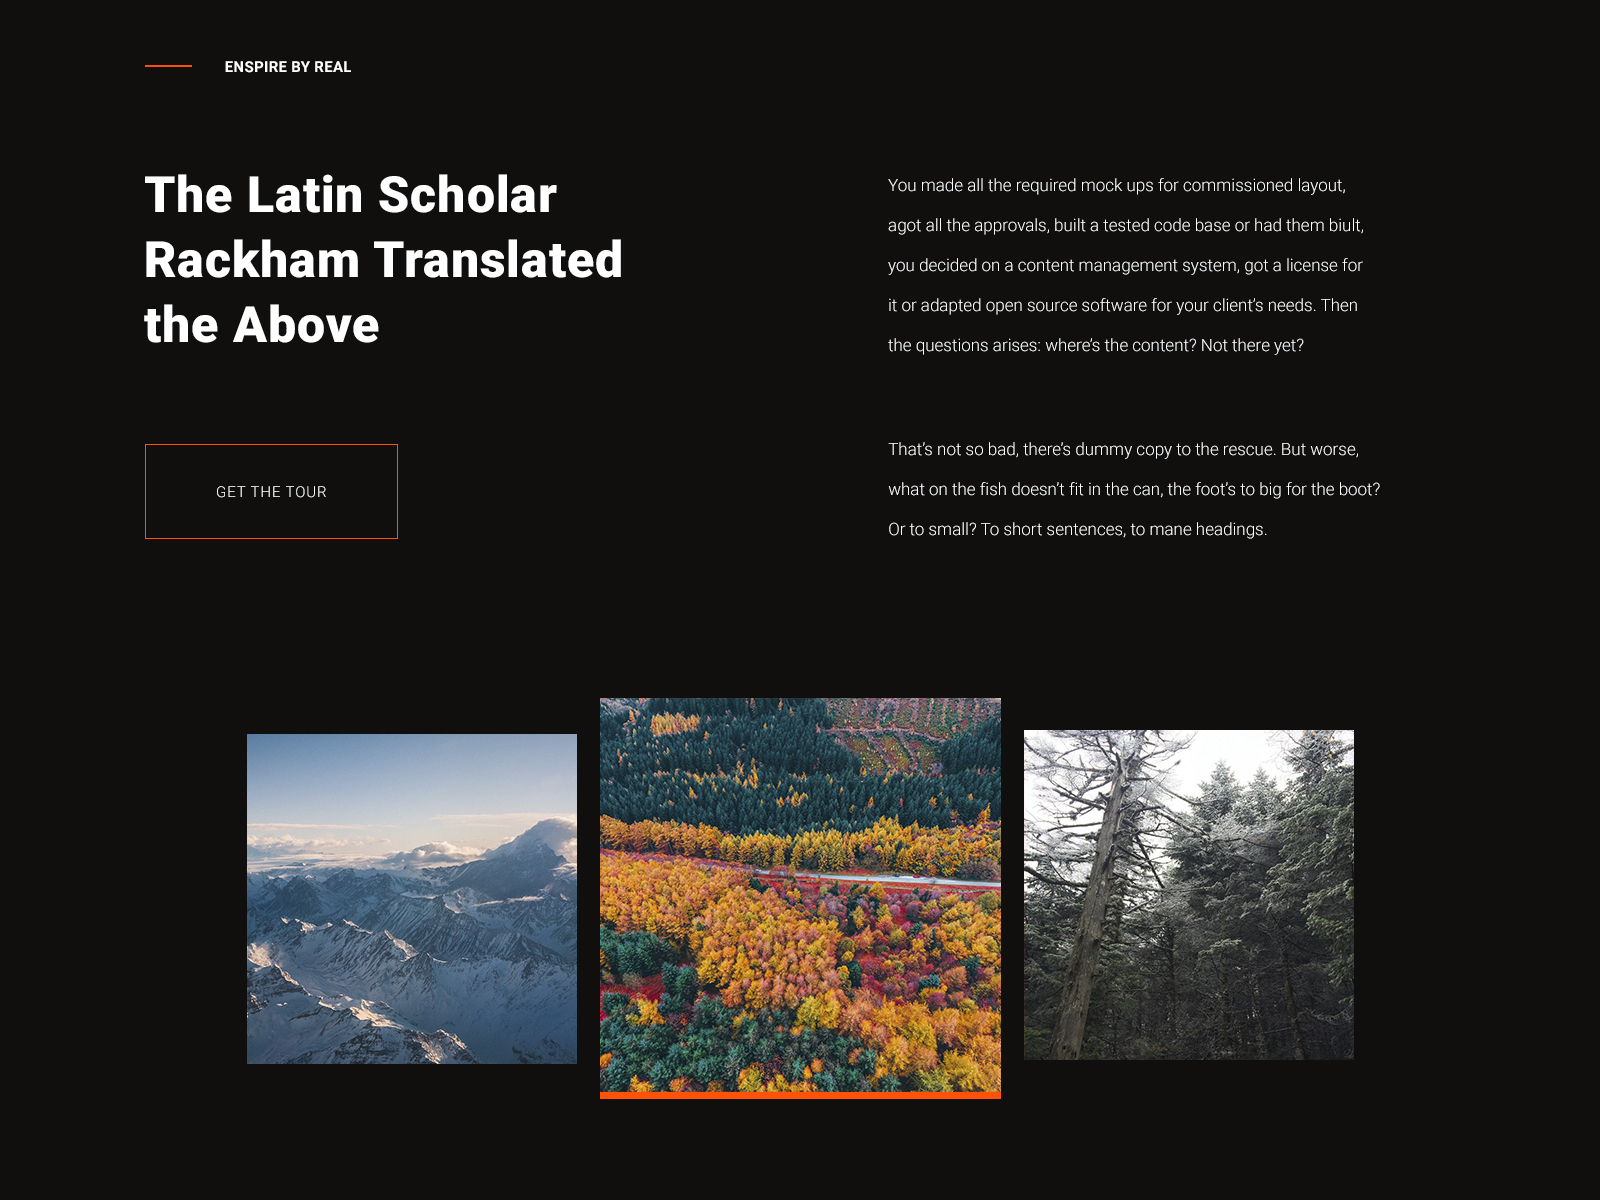 ENSPIRE BY REAL
The Latin Scholar
Rackham Translated
the Above
GET THE TOUR
You made all the required mock ups for commissioned layout,
agot all the approvals, built a tested code base or had them biult,
you decided on a content management system, got a license for
it or adapted open source software for your client’s needs. Then
the questions arises: where’s the content? Not there yet?
That’s not so bad, there’s dummy copy to the rescue. But worse,
what on the fish doesn’t fit in the can, the foot’s to big for the boot?
Or to small? To short sentences, to mane headings.